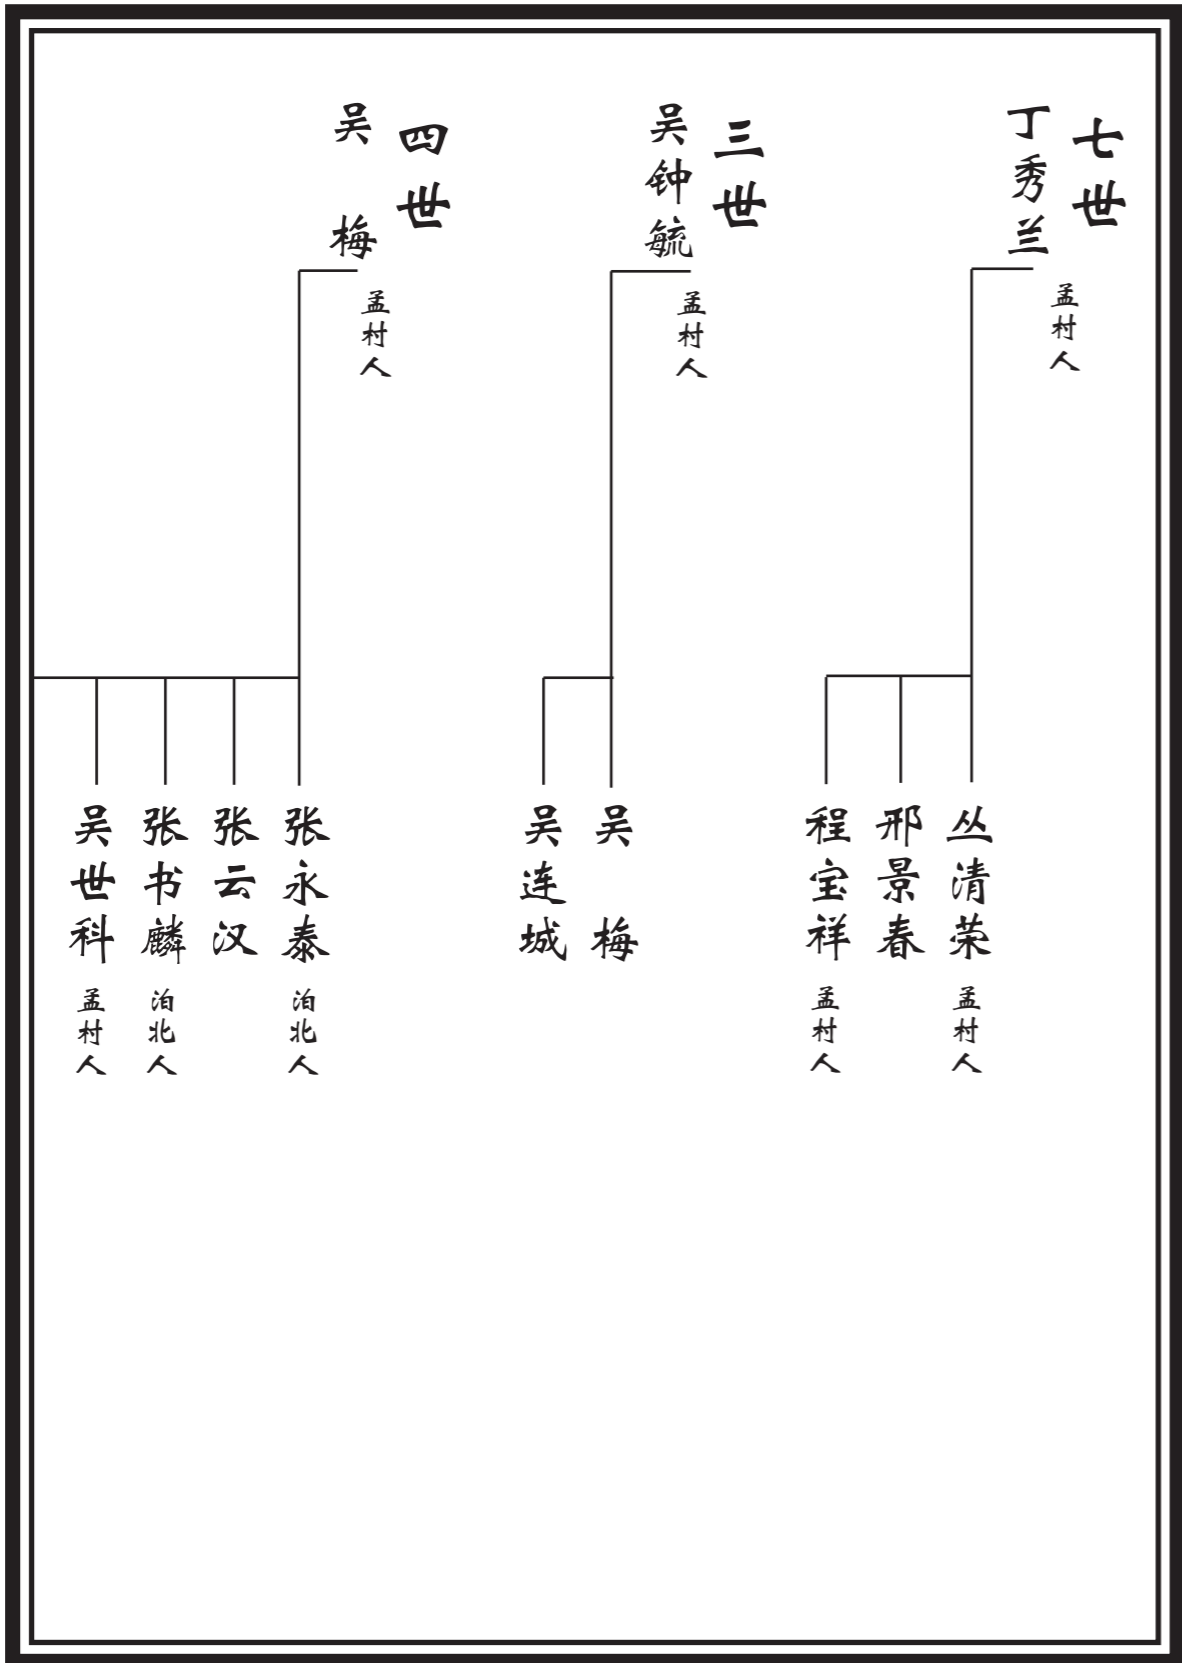 七世
丁秀兰
孟村人
丛清荣
孟村人
邢景春
程宝祥
孟村人
三世
吴钟毓
孟村人
吴梅
吴连城
四世
吴梅
孟村人
张永泰
泊北人
张云汉
张书麟
泊北人
吴世科
孟村人